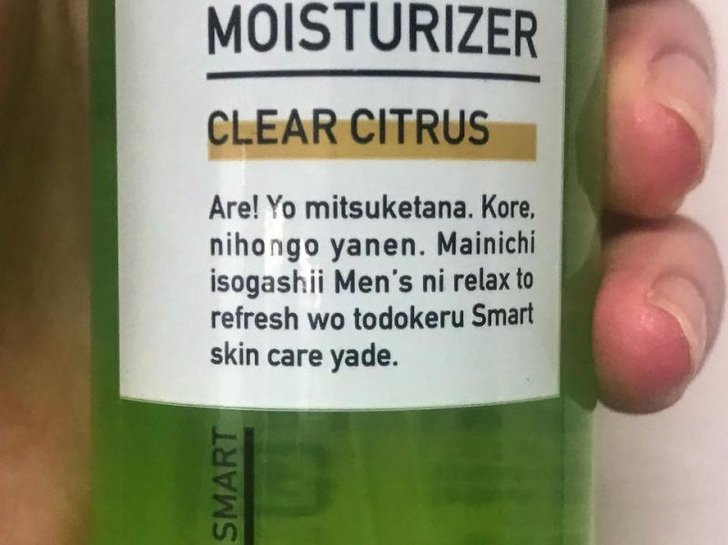 MOISTURIZER
CLEAR CITRUS
Are! Yo mitsuketana. Kore,
nihongo yanen. Mainichi
isogashii Men's ni relax to
refresh wo todokeru Smart
skin care yade.
SMART